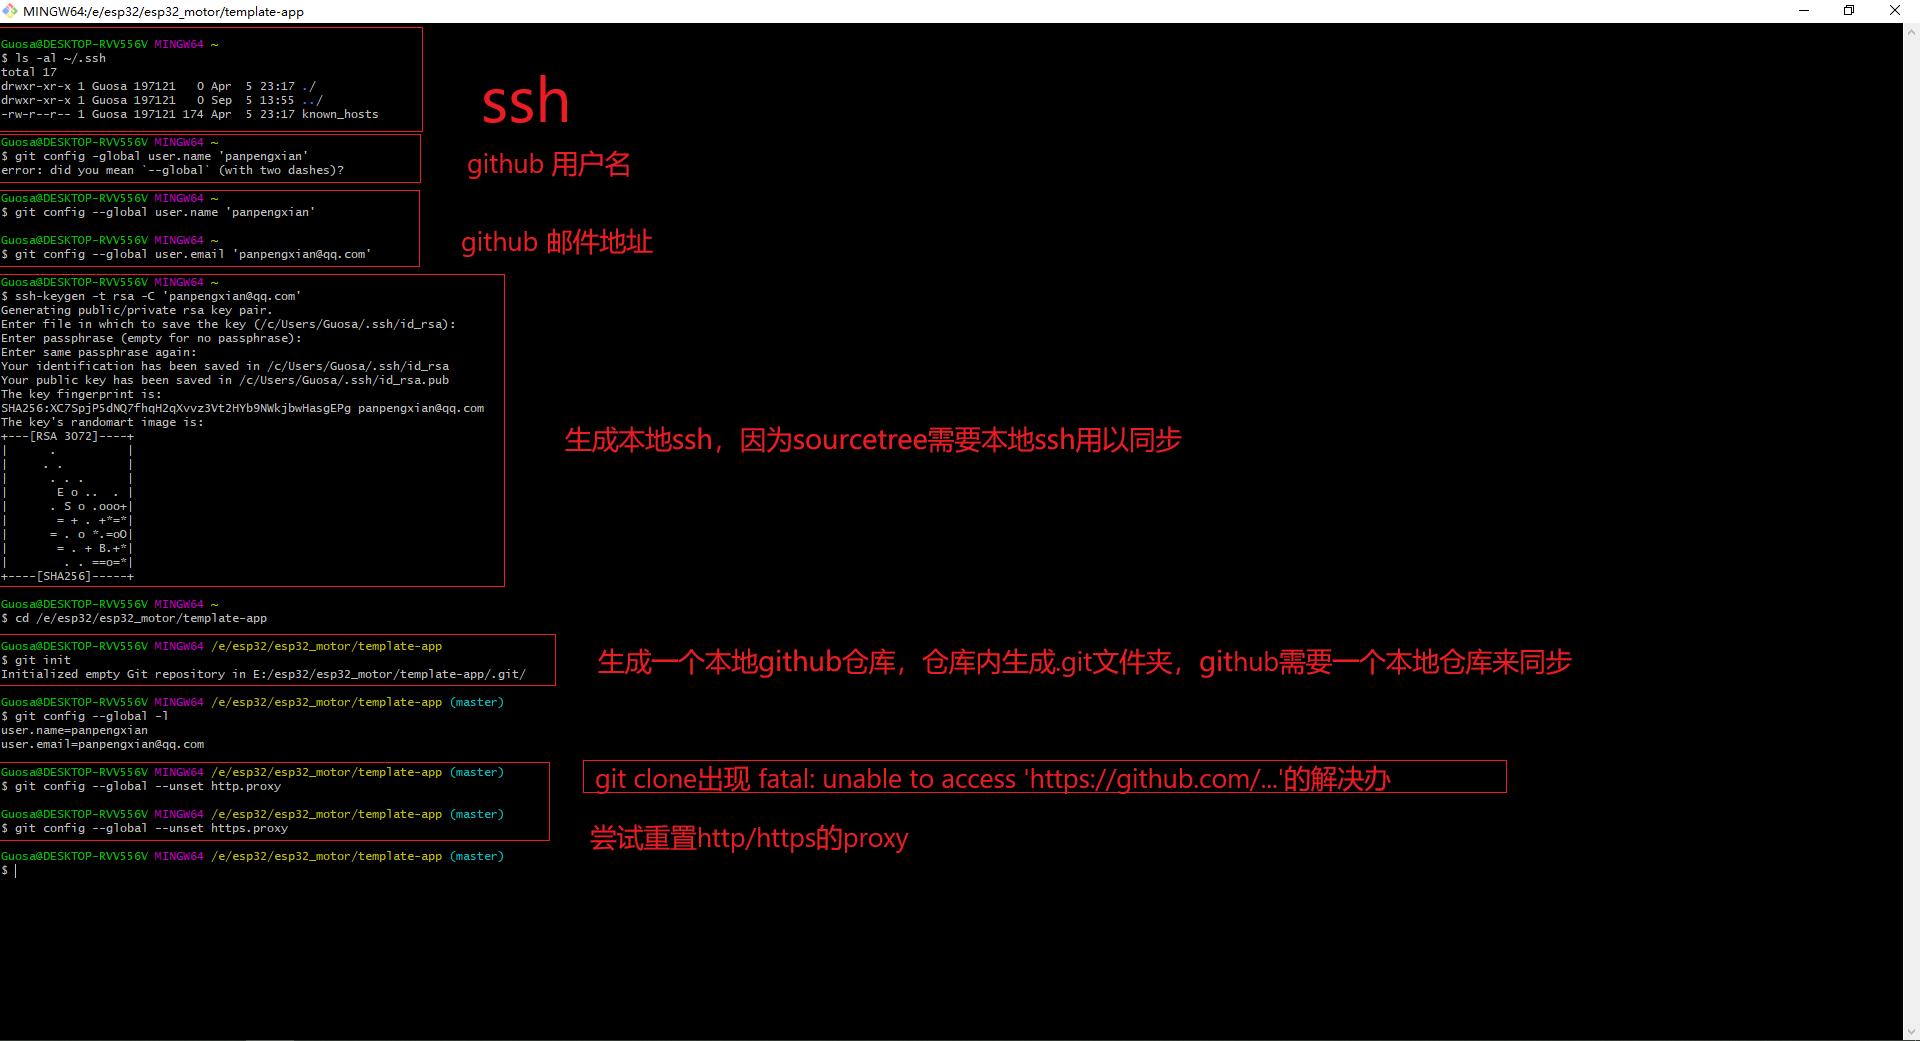 MINGW64:/e/esp32/esp32_motor/template-app
Guosa@DESKTOP-RVV556V MINGW64 ~
$ ls -al ~/.ssh
total 17
drwxr-xr-x 1 Guosa 197121   0 Apr  5 23:17 ./
drwxr-xr-x 1 Guosa 197121   0 Sep  5 13:55 ../
-rw-r--r-- 1 Guosa 197121 174 Apr  5 23:17 known_hosts
ssh
Guosa@DESKTOP-RVV556V MINGW64 ~
$ git config -global user.name 'panpengxian'
error: did you mean `--global` (with two dashes)?
github 用户名
Guosa@DESKTOP-RVV556V MINGW64 ~
$ git config --global user.name 'panpengxian'
Guosa@DESKTOP-RVV556V MINGW64 ~
$ git config --global user.email 'panpengxian@qq.com'
github 邮件地址
Guosa@DESKTOP-RVV556V MINGW64 ~
$ ssh-keygen -t rsa -C 'panpengxian@qq.com'
Generating public/private rsa key pair.
Enter file in which to save the key (/c/Users/Guosa/.ssh/id_rsa):
Enter passphrase (empty for no passphrase):
Enter same passphrase again:
Your identification has been saved in /c/Users/Guosa/.ssh/id_rsa
Your public key has been saved in /c/Users/Guosa/.ssh/id_rsa.pub
The key fingerprint is:
SHA256:XC7SpjP5dNQ7fhqH2qXvvz3Vt2HYb9NWkjbwHasgEPg panpengxian@qq.com
The key's randomart image is:
+---[RSA 3072]----+
|      .          |
|     . .         |
|      . . .      |
|       E o ..  . |
|      . S o .ooo+|
|       = + . +*=*|
|      = . o *.=oO|
|       = . + B.+*|
|        . . ==o=*|
+----[SHA256]-----+
生成本地ssh，因为sourcetree需要本地ssh用以同步
Guosa@DESKTOP-RVV556V MINGW64 ~
$ cd /e/esp32/esp32_motor/template-app
Guosa@DESKTOP-RVV556V MINGW64 /e/esp32/esp32_motor/template-app
$ git init
Initialized empty Git repository in E:/esp32/esp32_motor/template-app/.git/
生成一个本地github仓库，仓库内生成.git文件夹，github需要一个本地仓库来同步
Guosa@DESKTOP-RVV556V MINGW64 /e/esp32/esp32_motor/template-app (master)
$ git config --global -l
user.name=panpengxian
user.email=panpengxian@qq.com
Guosa@DESKTOP-RVV556V MINGW64 /e/esp32/esp32_motor/template-app (master)
$ git config --global --unset http.proxy
git clone出现 fatal: unable to access 'https://github.com/...'的解决办
Guosa@DESKTOP-RVV556V MINGW64 /e/esp32/esp32_motor/template-app (master)
$ git config --global --unset https.proxy
尝试重置http/https的proxy
Guosa@DESKTOP-RVV556V MINGW64 /e/esp32/esp32_motor/template-app (master)
$